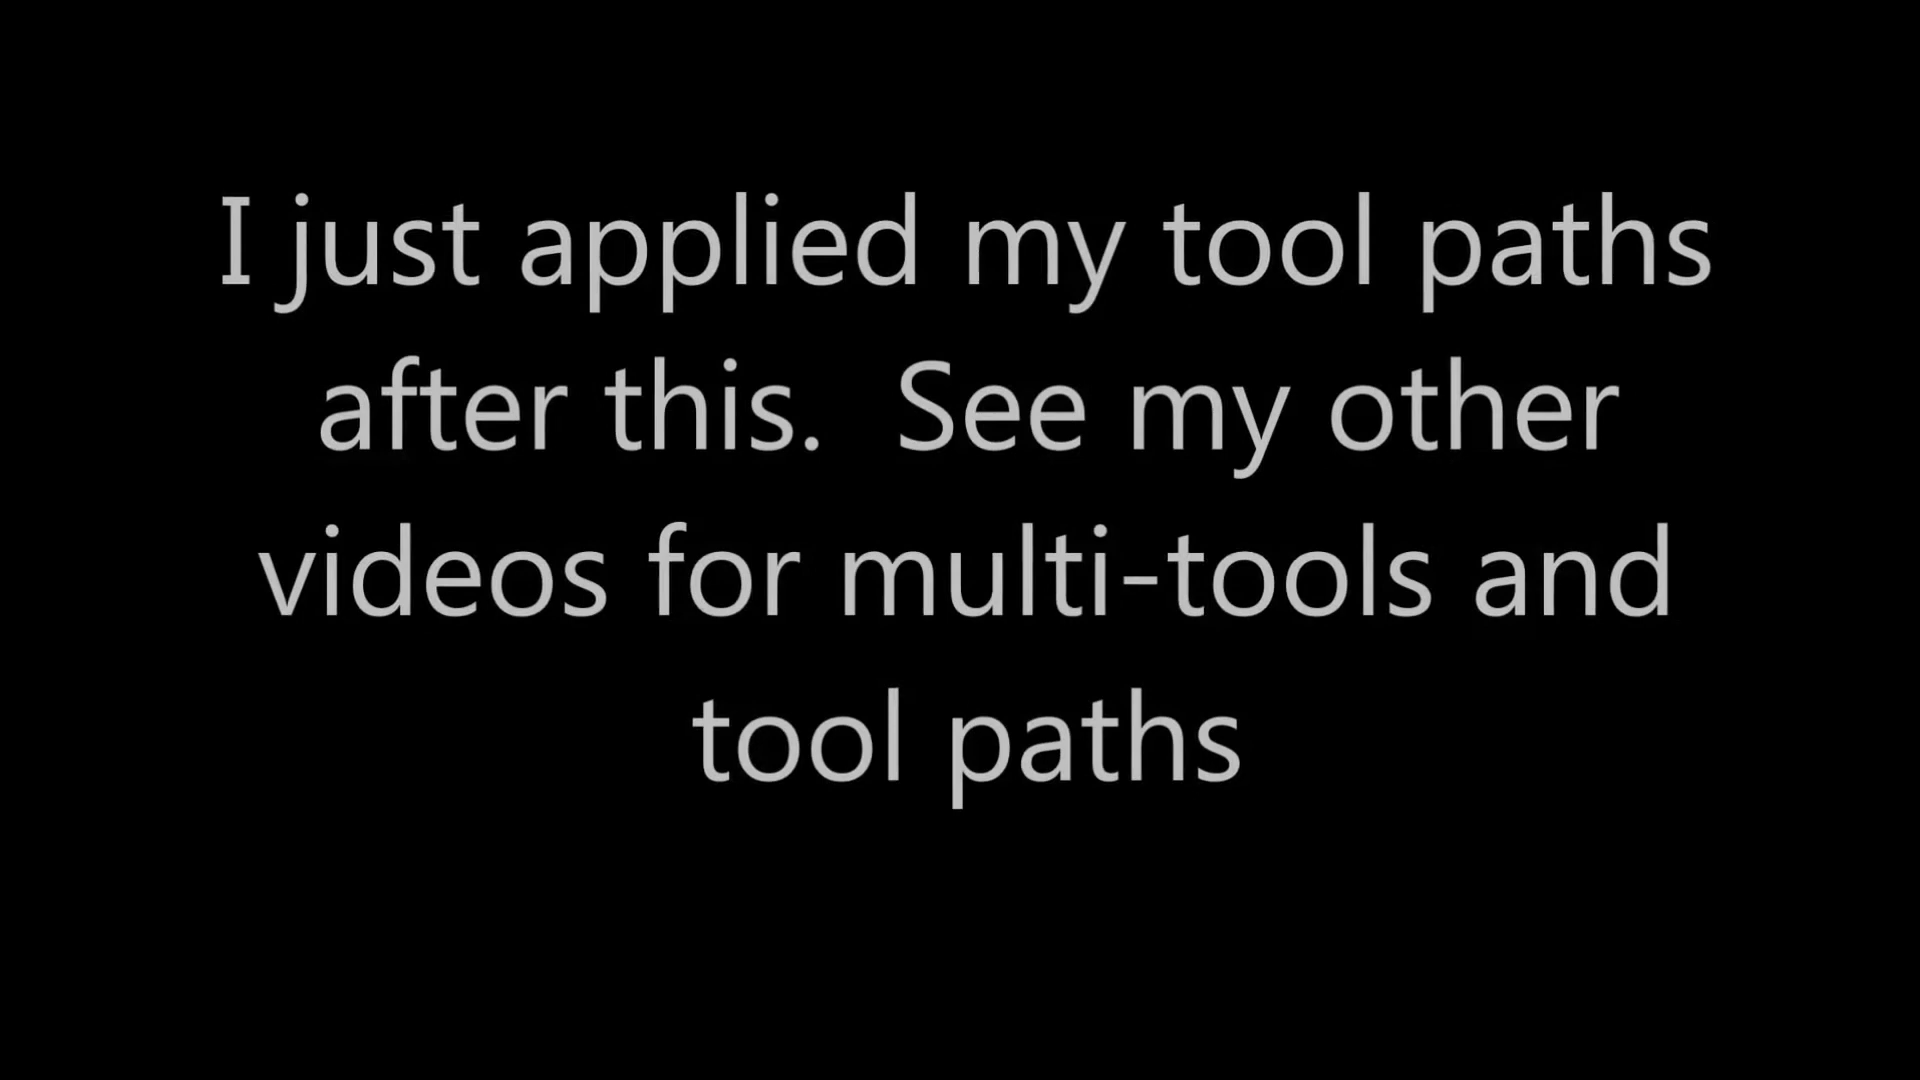 I just applied my tool paths
after this.  See my other
videos for multi-tools and
tool paths